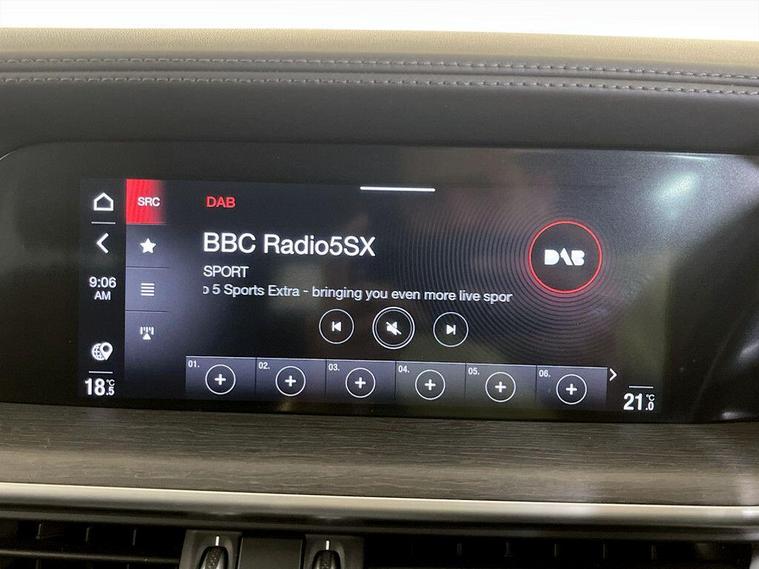 SRC
DAB
BBC Radio5SX
SPORT
o 5 Sports Extra - bringing you even more live spor
DAB
9:06
AM
01.
02.
03.
04.
05.
06.
18.5°C
21.0°C